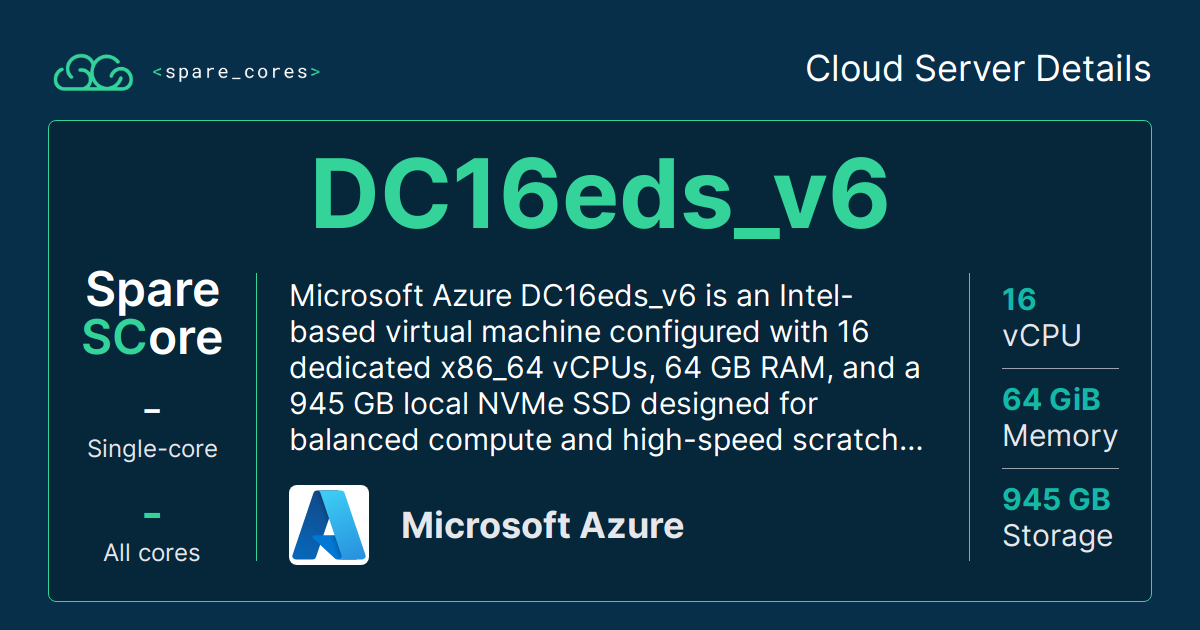 <spare_cores>
Cloud Server Details
DC16eds_v6
Spare
SCore
-
Single-core
-
All cores
Microsoft Azure DC16eds_v6 is an Intel-
based virtual machine configured with 16
dedicated x86_64 vCPUs, 64 GB RAM, and a
945 GB local NVMe SSD designed for
balanced compute and high-speed scratch...
Microsoft Azure
16
vCPU
64 GiB
Memory
945 GB
Storage